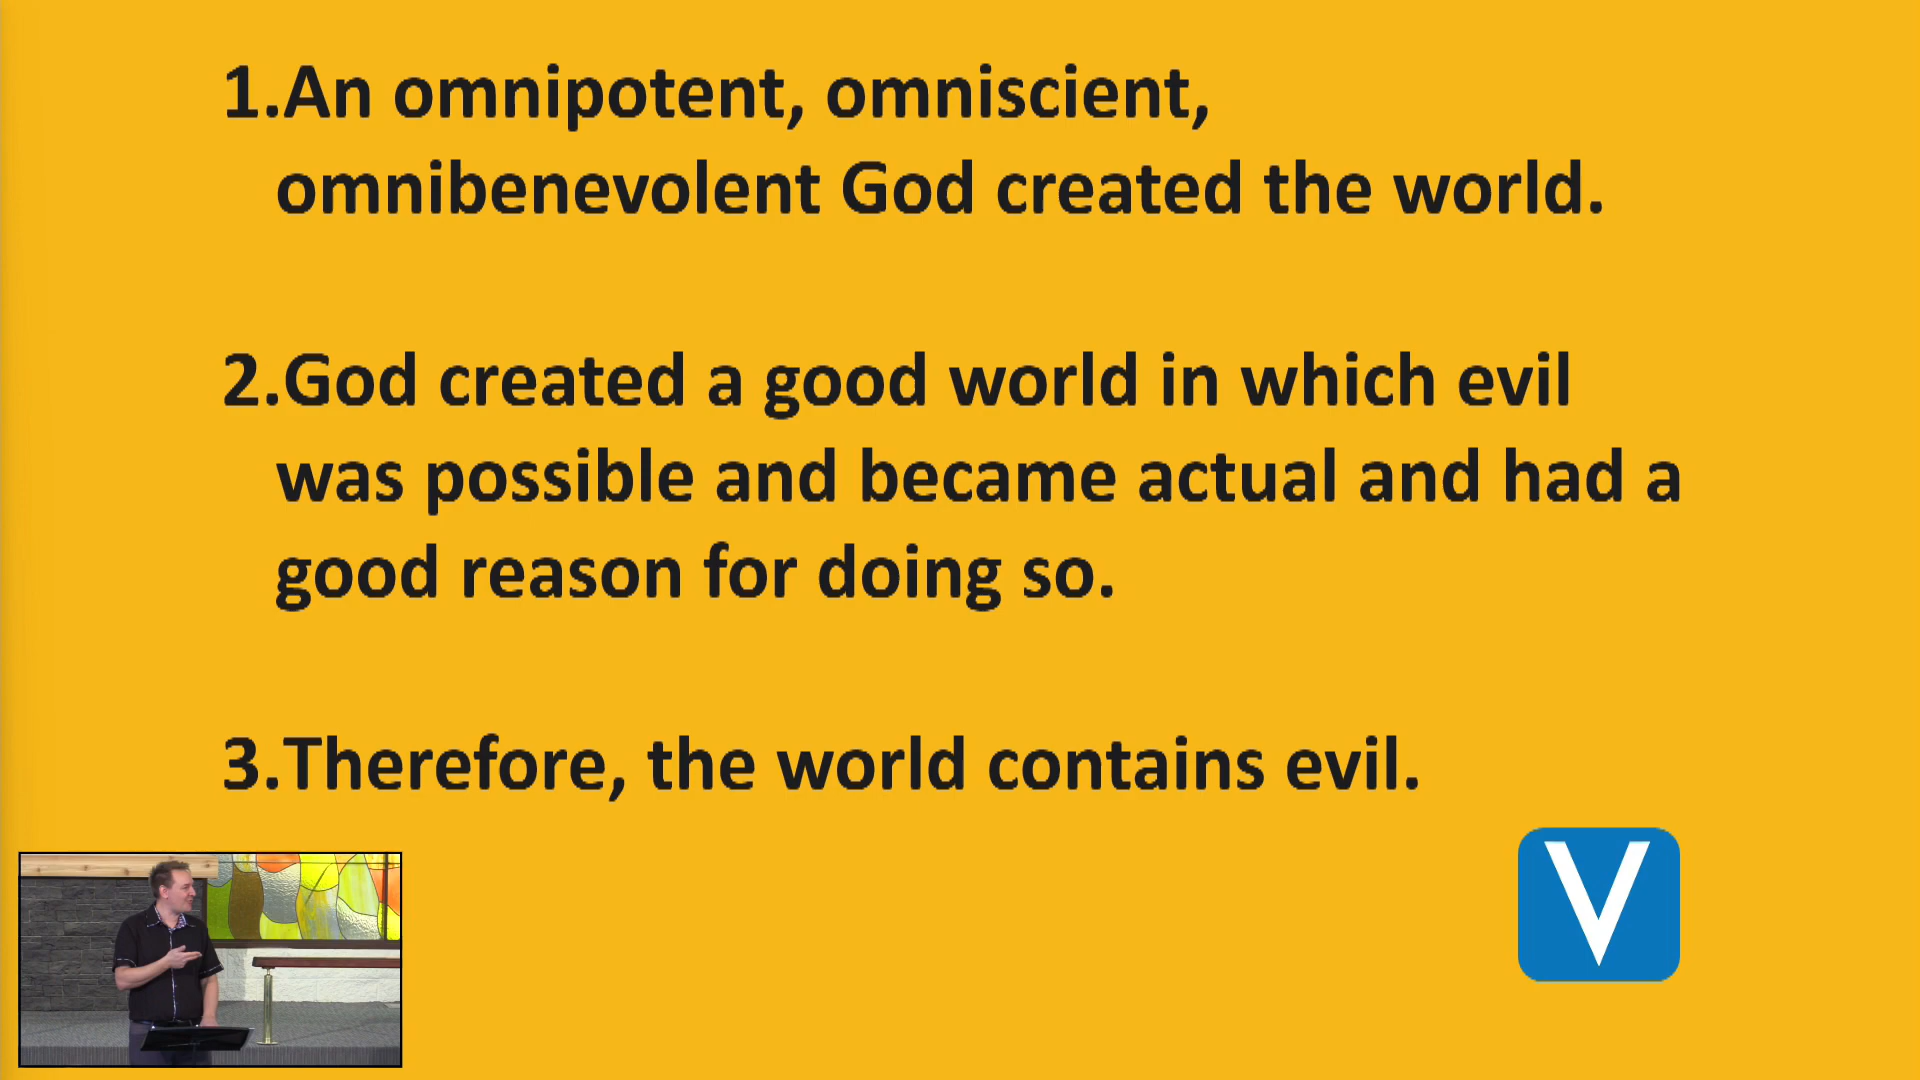 1.An omnipotent, omniscient,
omnibenevolent God created the world.
2.God created a good world in which evil
was possible and became actual and had a
good reason for doing so.
3.Therefore, the world contains evil.
V